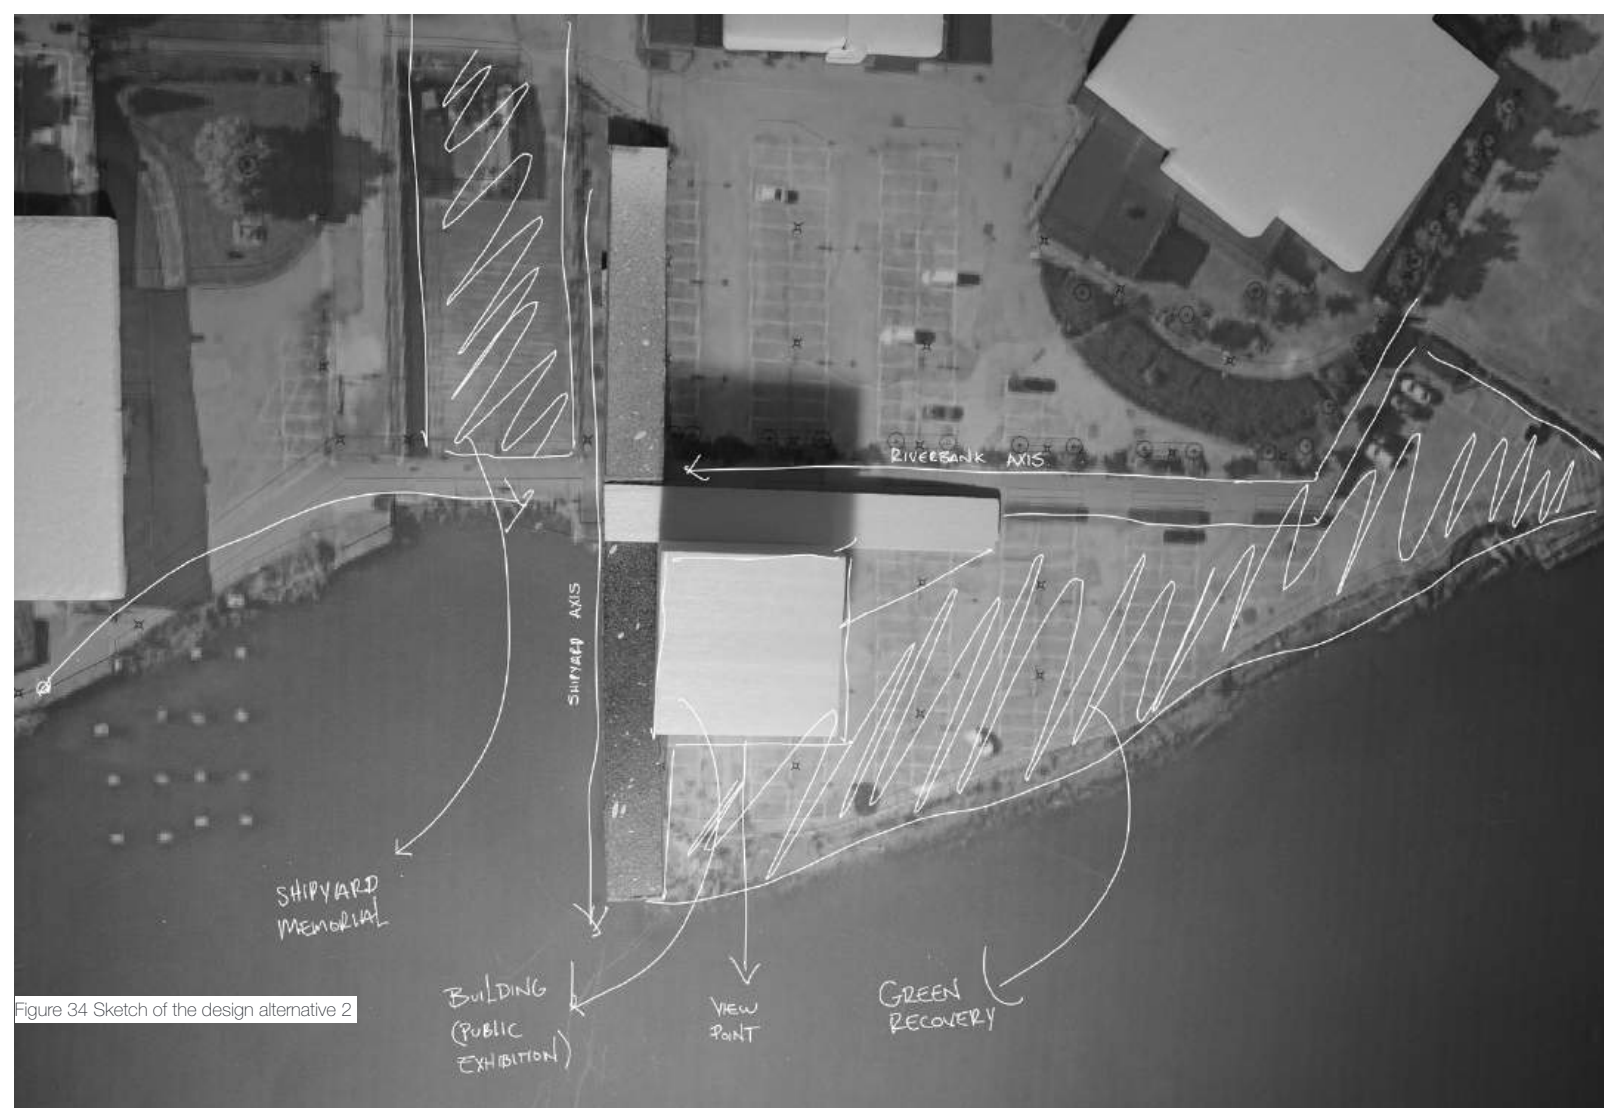 RIVERBANK AXIS
SHIPYARD AXIS
SHIPYARD
MEMORIAL
BUILDING
(PUBLIC
EXHIBITION)
VIEW
POINT
GREEN
RECOVERY
Figure 34 Sketch of the design alternative 2